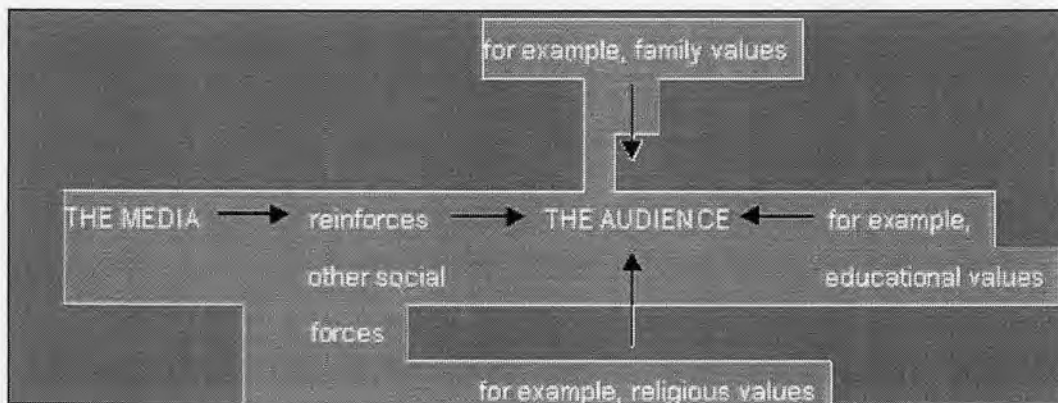 for example, family values
THE MEDIA
reinforces
other social
forces
THE AUDIENCE
for example,
educational values
for example, religious values